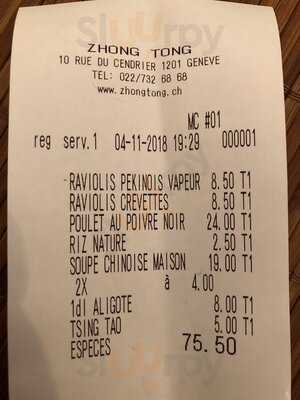 Sluurpy
ZHONG TONG
10 RUE DU CENDRIER 1201 GENEVE
TEL: 022/732 68 68
www.zhongtong.ch
MC #01
reg serv.1 04-11-2018 19:29 000001
-RAVIOLIS PEKINOIS VAPEUR 8.50 T1
RAVIOLIS CREVETTES 8.50 T1
POULET AU POIVRE NOIR 24.00 T1
RIZ NATURE 2.50 T1
SOUPE CHINOISE MAISON 19.00 T1
2X à 4.00
1dl ALIGOTE 8.00 T1
TSING TAO 5.00 T1
ESPECES 75.50
Sluurpy